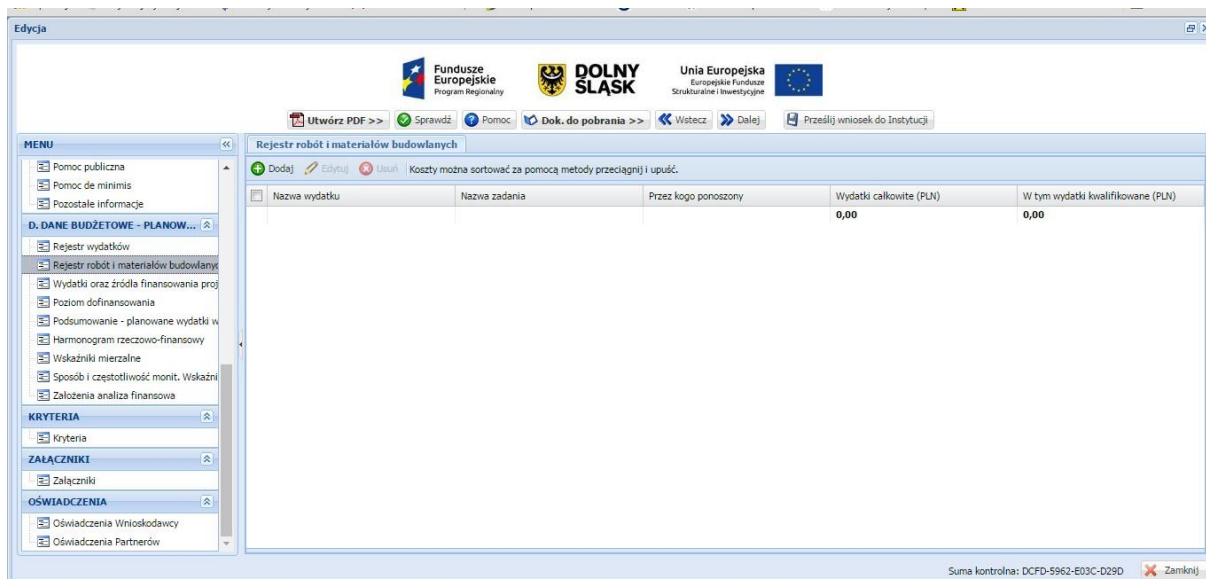 Edycja
Fundusze
Europejskie
Program Regionalny
DOLNY
ŚLĄSK
Unia Europejska
Europejskie Fundusze
Strukturalne i Inwestycyjne
Utwórz PDF >> Sprawdź Pomoc Dok. do pobrania >> Wstecz Dalej Prześlij wniosek do Instytucji
MENU
Pomoc publiczna
Pomoc de minimis
Pozostałe informacje
D. DANE BUDŻETOWE - PLANOW...
Rejestr wydatków
Rejestr robót i materiałów budowlanyc
Wydatki oraz źródła finansowania proj
Poziom dofinansowania
Podsumowanie - planowane wydatki w
Harmonogram rzeczowo-finansowy
Wskaźniki mierzalne
Sposób i częstotliwość monit. Wskaźni
Założenia analiza finansowa
KRYTERIA
Kryteria
ZAŁĄCZNIKI
Załączniki
OŚWIADCZENIA
Oświadczenia Wnioskodawcy
Oświadczenia Partnerów
Rejestr robót i materiałów budowlanych
Dodaj Edytuj Usuń Koszty można sortować za pomocą metody przeciągnij i upuść.
Nazwa wydatku Nazwa zadania Przez kogo ponoszony Wydatki całkowite (PLN) W tym wydatki kwalifikowane (PLN)
0,00 0,00
Suma kontrolna: DCFD-5962-E03C-D29D Zamknij